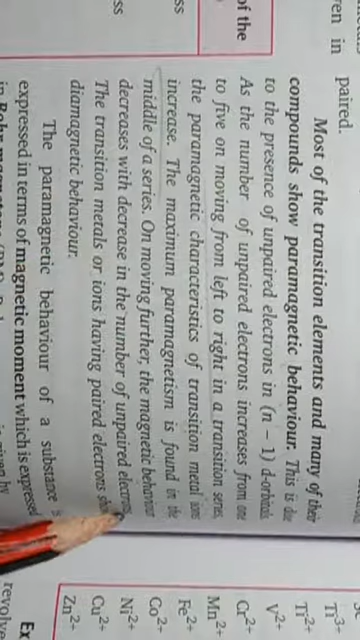 paired.
Most of the transition elements and many of their
compounds show paramagnetic behaviour. This is due
to the presence of unpaired electrons in (n − 1) d-orbitals.
As the number of unpaired electrons increases from one
to five on moving from left to right in a transition series,
the paramagnetic characteristics of transition metal ions
increase. The maximum paramagnetism is found in the
middle of a series. On moving further, the magnetic behaviour
decreases with decrease in the number of unpaired electrons.
The transition metals or ions having paired electrons
diamagnetic behaviour.
The paramagnetic behaviour of a substance is
expressed in terms of magnetic moment which is expressed
ren in
of the
ss
ss
Ti³⁺
Ti²⁺
V²⁺
Cr²⁺
Mn²⁺
Fe²⁺
Co²⁺
Ni²⁺
Cu²⁺
Zn²⁺
Ex
revolve